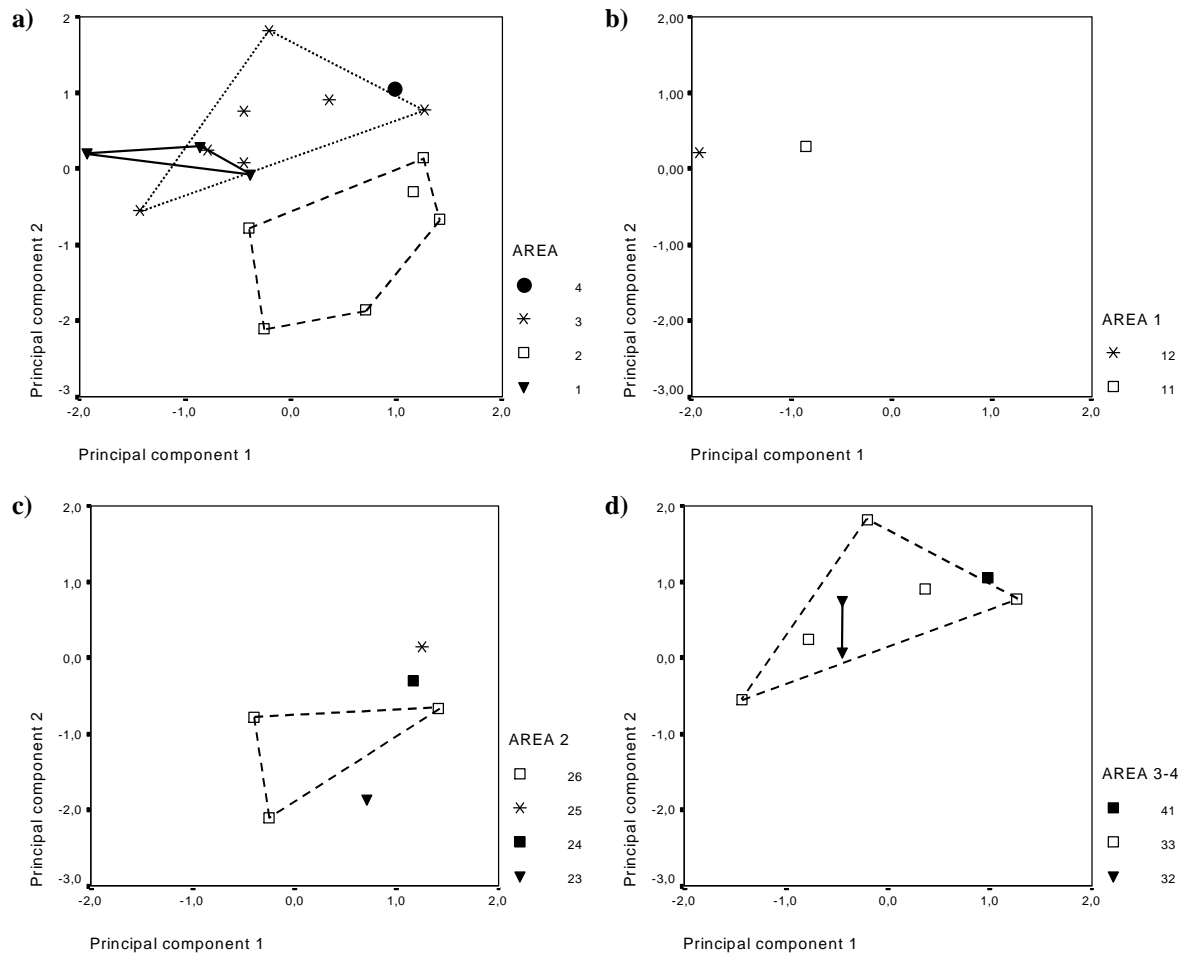 a)
2
1
0
-1
-2
-3
-2,0 -1,0 0,0 1,0 2,0
Principal component 2
Principal component 1
AREA
4
3
2
1
b)
2,00
1,00
0,00
-1,00
-2,00
-3,00
-2,0 -1,0 0,0 1,0 2,0
Principal component 2
Principal component 1
AREA 1
12
11
c)
2,0
1,0
0,0
-1,0
-2,0
-3,0
-2,0 -1,0 0,0 1,0 2,0
Principal component 2
Principal component 1
AREA 2
26
25
24
23
d)
2,0
1,0
0,0
-1,0
-2,0
-3,0
-2,0 -1,0 0,0 1,0 2,0
Principal component 2
Principal component 1
AREA 3-4
41
33
32